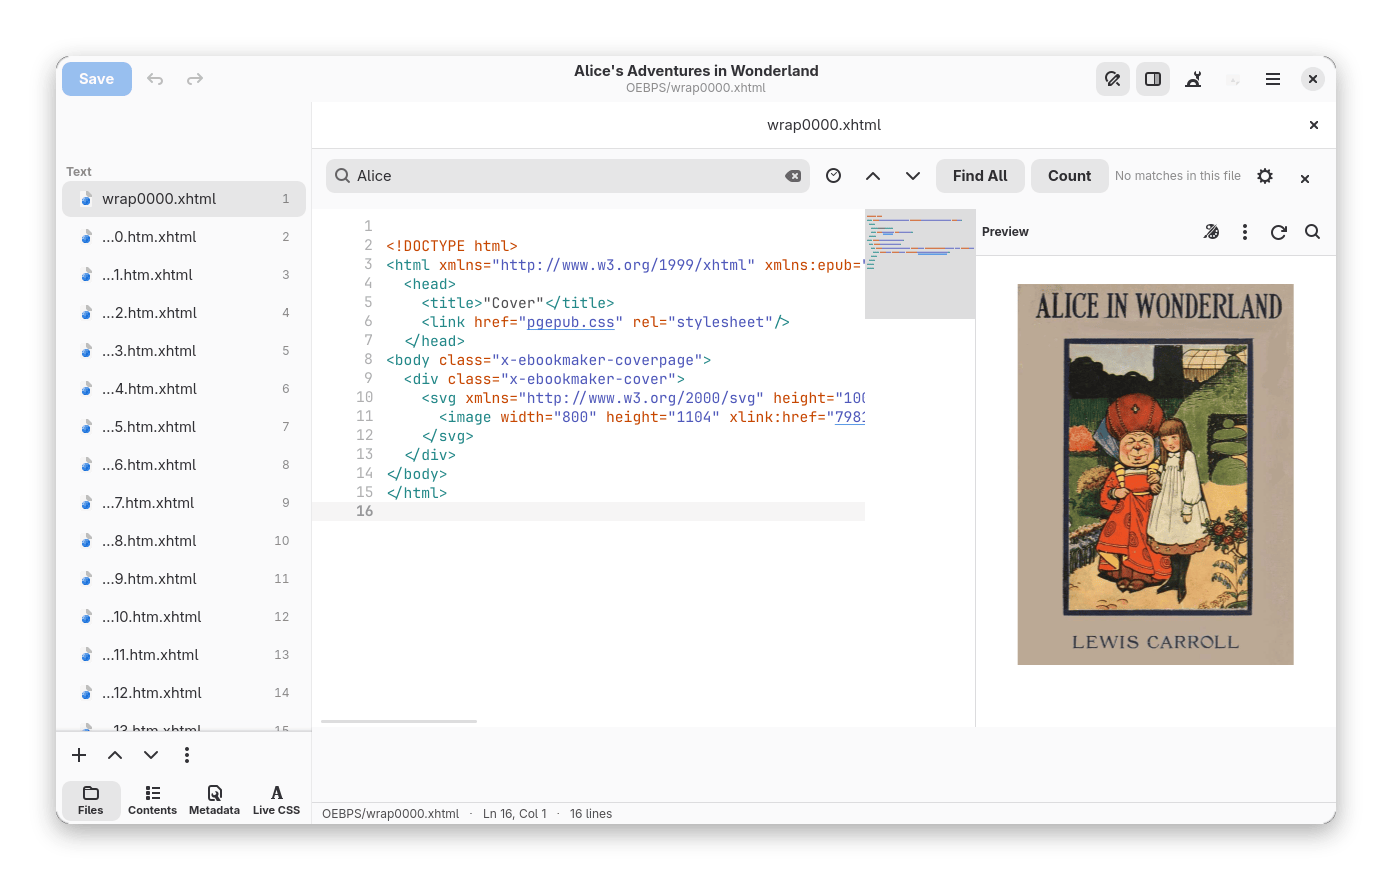 Save
Alice's Adventures in Wonderland
OEBPS/wrap0000.xhtml
wrap0000.xhtml
Text
wrap0000.xhtml 1
...0.htm.xhtml 2
...1.htm.xhtml 3
...2.htm.xhtml 4
...3.htm.xhtml 5
...4.htm.xhtml 6
...5.htm.xhtml 7
...6.htm.xhtml 8
...7.htm.xhtml 9
...8.htm.xhtml 10
...9.htm.xhtml 11
...10.htm.xhtml 12
...11.htm.xhtml 13
...12.htm.xhtml 14
...13.htm.xhtml 15
Files Contents Metadata Live CSS
Alice Find All Count No matches in this file
1
2 <!DOCTYPE html>
3 <html xmlns="http://www.w3.org/1999/xhtml" xmlns:epub="
4 <head>
5 <title>"Cover"</title>
6 <link href="pgepub.css" rel="stylesheet"/>
7 </head>
8 <body class="x-ebookmaker-coverpage">
9 <div class="x-ebookmaker-cover">
10 <svg xmlns="http://www.w3.org/2000/svg" height="100
11 <image width="800" height="1104" xlink:href="7981
12 </svg>
13 </div>
14 </body>
15 </html>
16
Preview
ALICE IN WONDERLAND
LEWIS CARROLL
OEBPS/wrap0000.xhtml · Ln 16, Col 1 · 16 lines